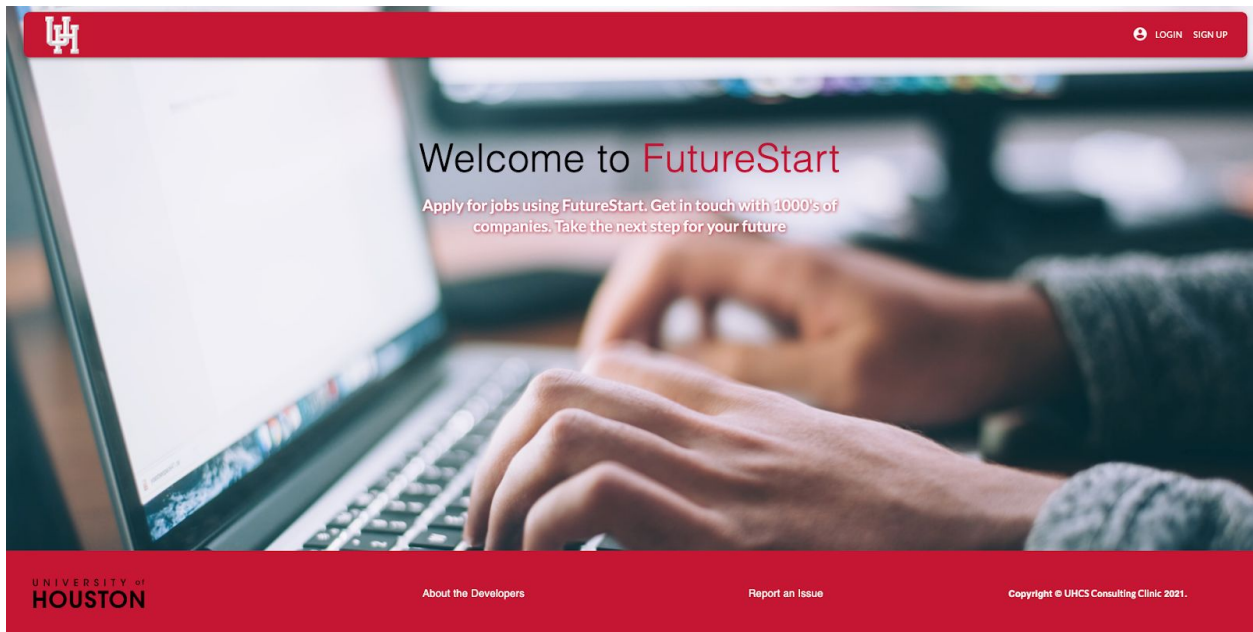 UH
LOGIN SIGN UP
Welcome to FutureStart
Apply for jobs using FutureStart. Get in touch with 1000's of
companies. Take the next step for your future
UNIVERSITY of
HOUSTON
About the Developers
Report an Issue
Copyright © UHCS Consulting Clinic 2021.